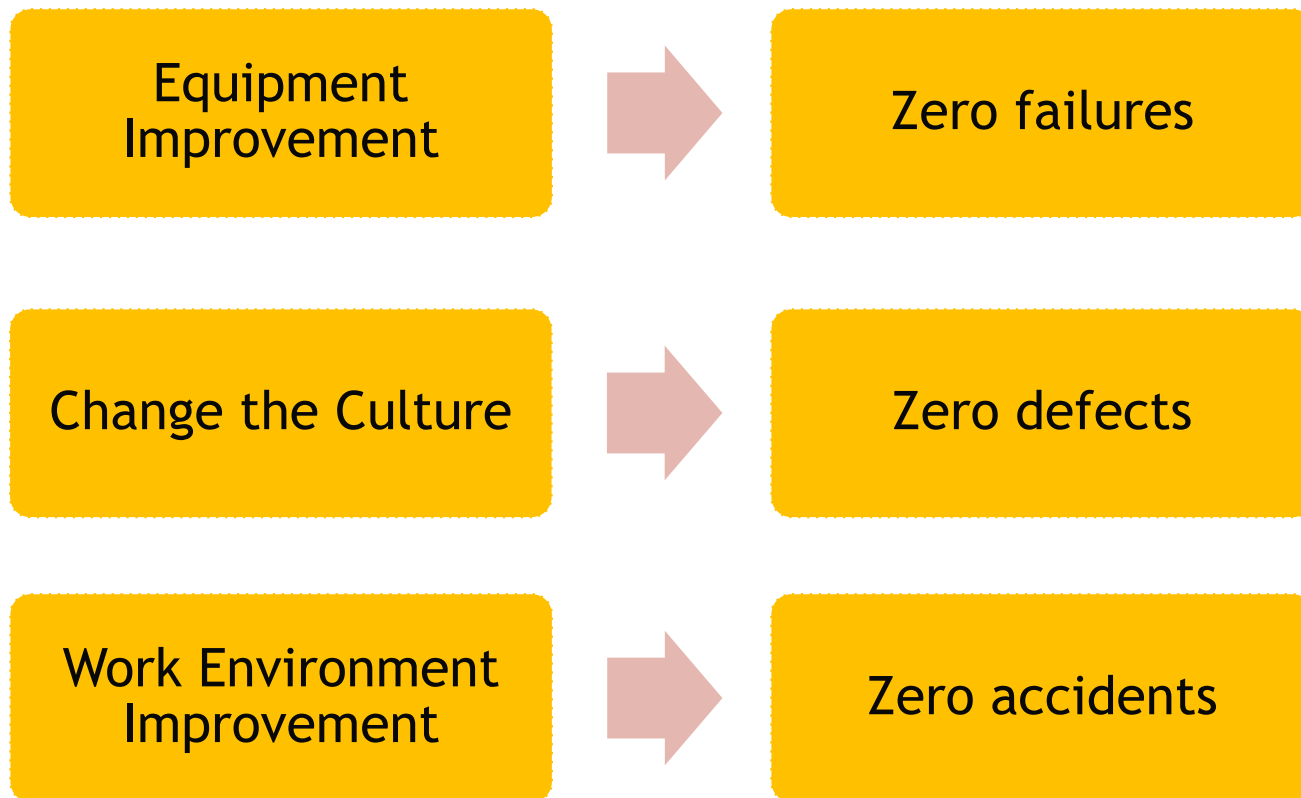 Equipment
Improvement
Zero failures
Change the Culture
Zero defects
Work Environment
Improvement
Zero accidents